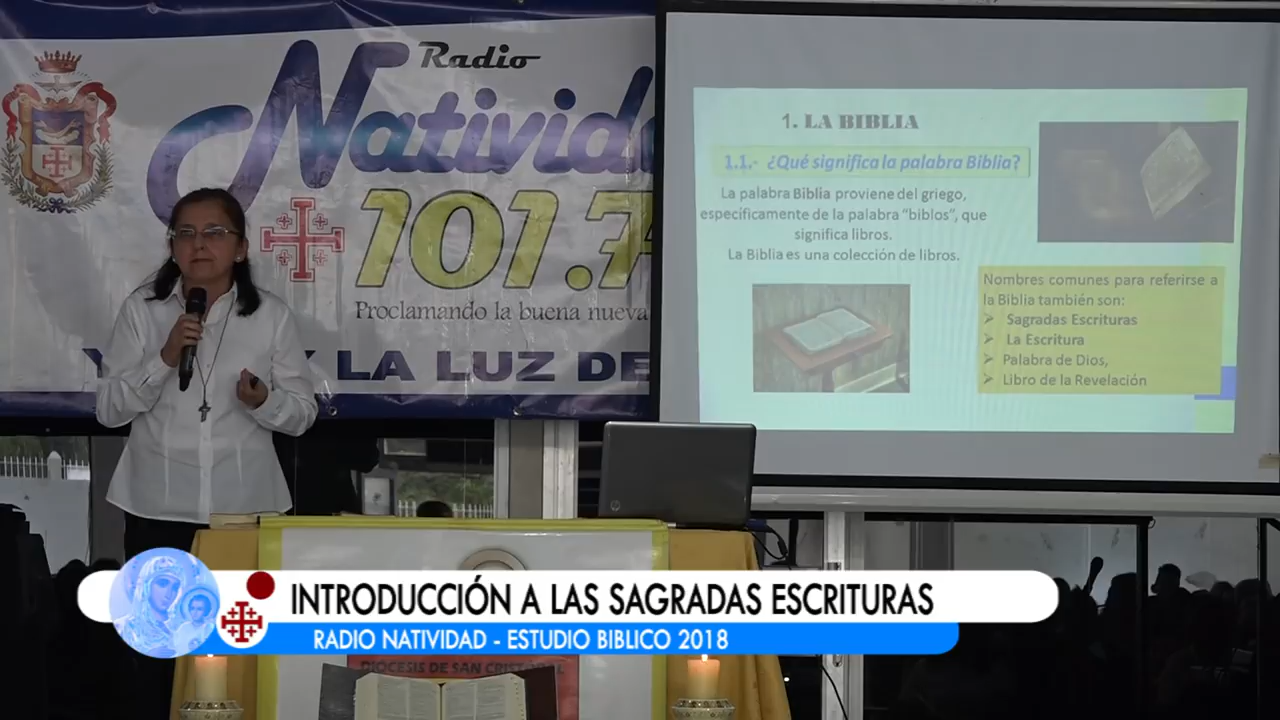 Radio
Nativid
101.7
Proclamando la buena nueva
Y LA LUZ DE
1. LA BIBLIA
1.1.- ¿Qué significa la palabra Biblia?
La palabra Biblia proviene del griego,
específicamente de la palabra “biblos”, que
significa libros.
La Biblia es una colección de libros.
Nombres comunes para referirse a
la Biblia también son:
➢ Sagradas Escrituras
➢ La Escritura
➢ Palabra de Dios,
➢ Libro de la Revelación
hp
INTRODUCCIÓN A LAS SAGRADAS ESCRITURAS
RADIO NATIVIDAD - ESTUDIO BIBLICO 2018
DIÓCESIS DE SAN CRISTÓBAL